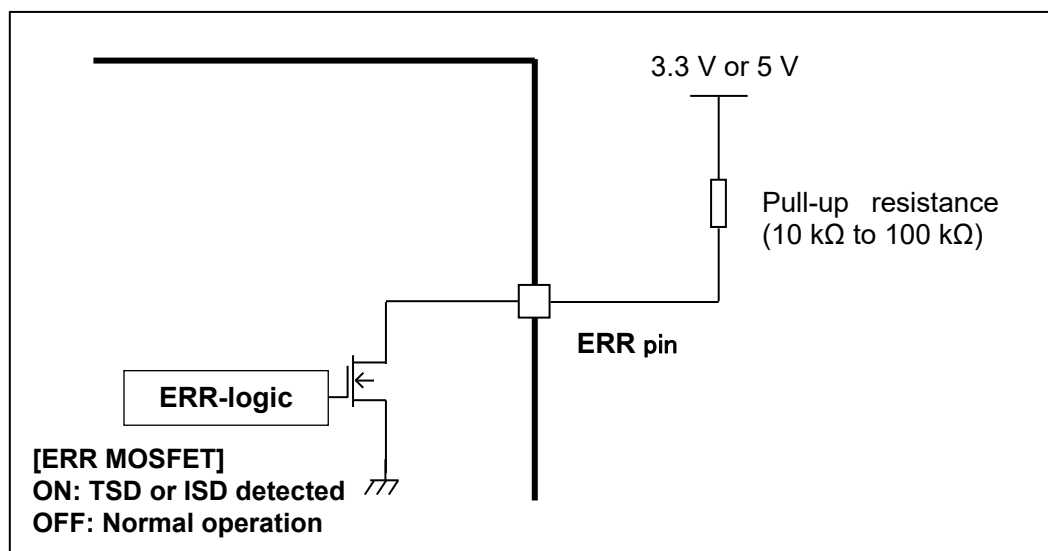 3.3 V or 5 V
Pull-up resistance
(10 kΩ to 100 kΩ)
ERR pin
ERR-logic
[ERR MOSFET]
ON: TSD or ISD detected
OFF: Normal operation